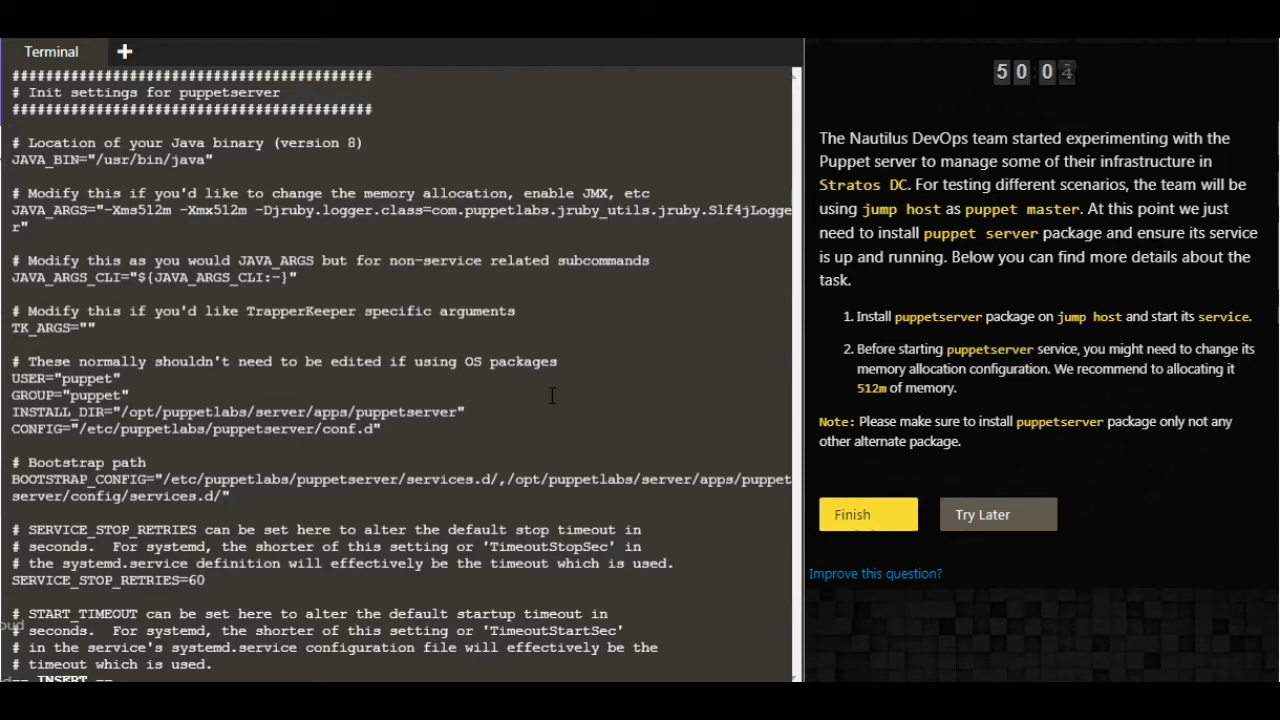 Terminal
+
###########################################
# Init settings for puppetserver
###########################################
# Location of your Java binary (version 8)
JAVA_BIN="/usr/bin/java"
# Modify this if you'd like to change the memory allocation, enable JMX, etc
JAVA_ARGS="-Xms512m -Xmx512m -Djruby.logger.class=com.puppetlabs.jruby_utils.jruby.Slf4jLogge
r"
# Modify this as you would JAVA_ARGS but for non-service related subcommands
JAVA_ARGS_CLI="${JAVA_ARGS_CLI:-}"
# Modify this if you'd like TrapperKeeper specific arguments
TK_ARGS=""
# These normally shouldn't need to be edited if using OS packages
USER="puppet"
GROUP="puppet"
INSTALL_DIR="/opt/puppetlabs/server/apps/puppetserver"
CONFIG="/etc/puppetlabs/puppetserver/conf.d"
# Bootstrap path
BOOTSTRAP_CONFIG="/etc/puppetlabs/puppetserver/services.d/,/opt/puppetlabs/server/apps/puppet
server/config/services.d/"
# SERVICE_STOP_RETRIES can be set here to alter the default stop timeout in
# seconds.  For systemd, the shorter of this setting or 'TimeoutStopSec' in
# the systemd.service definition will effectively be the timeout which is used.
SERVICE_STOP_RETRIES=60
# START_TIMEOUT can be set here to alter the default startup timeout in
# seconds.  For systemd, the shorter of this setting or 'TimeoutStartSec'
# in the service's systemd.service configuration file will effectively be the
# timeout which is used.
-- INSERT --
50 0
The Nautilus DevOps team started experimenting with the
Puppet server to manage some of their infrastructure in
Stratos DC. For testing different scenarios, the team will be
using jump host as puppet master. At this point we just
need to install puppet server package and ensure its service
is up and running. Below you can find more details about the
task.
1. Install puppetserver package on jump host and start its service.
2. Before starting puppetserver service, you might need to change its
memory allocation configuration. We recommend to allocating it
512m of memory.
Note: Please make sure to install puppetserver package only not any
other alternate package.
Finish
Try Later
Improve this question?